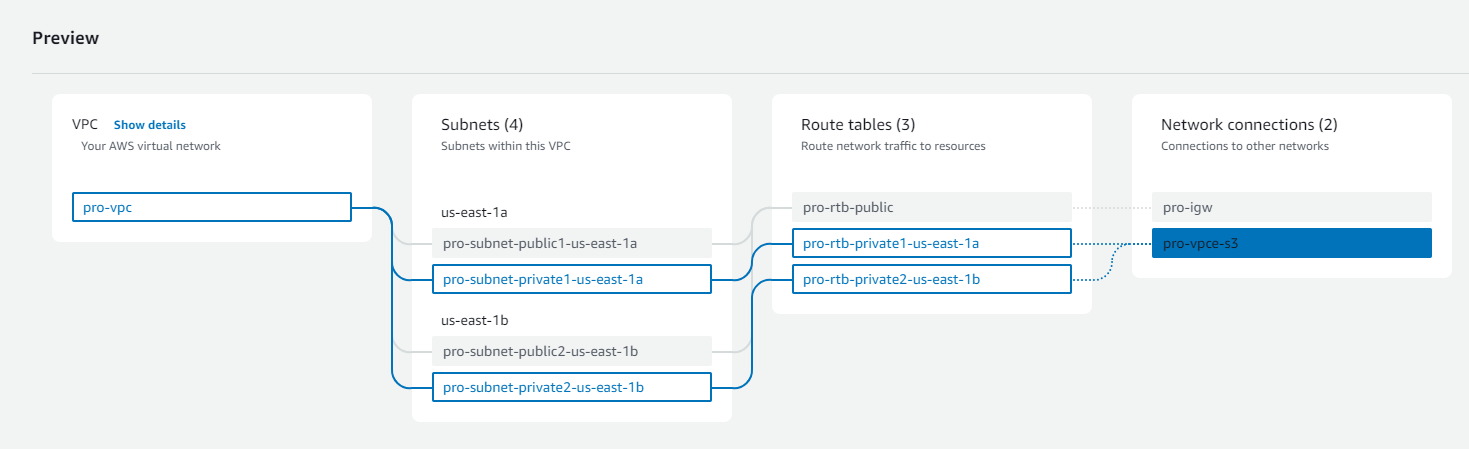 Preview
VPC Show details
Your AWS virtual network
pro-vpc
Subnets (4)
Subnets within this VPC
us-east-1a
pro-subnet-public1-us-east-1a
pro-subnet-private1-us-east-1a
us-east-1b
pro-subnet-public2-us-east-1b
pro-subnet-private2-us-east-1b
Route tables (3)
Route network traffic to resources
pro-rtb-public
pro-rtb-private1-us-east-1a
pro-rtb-private2-us-east-1b
Network connections (2)
Connections to other networks
pro-igw
pro-vpce-s3